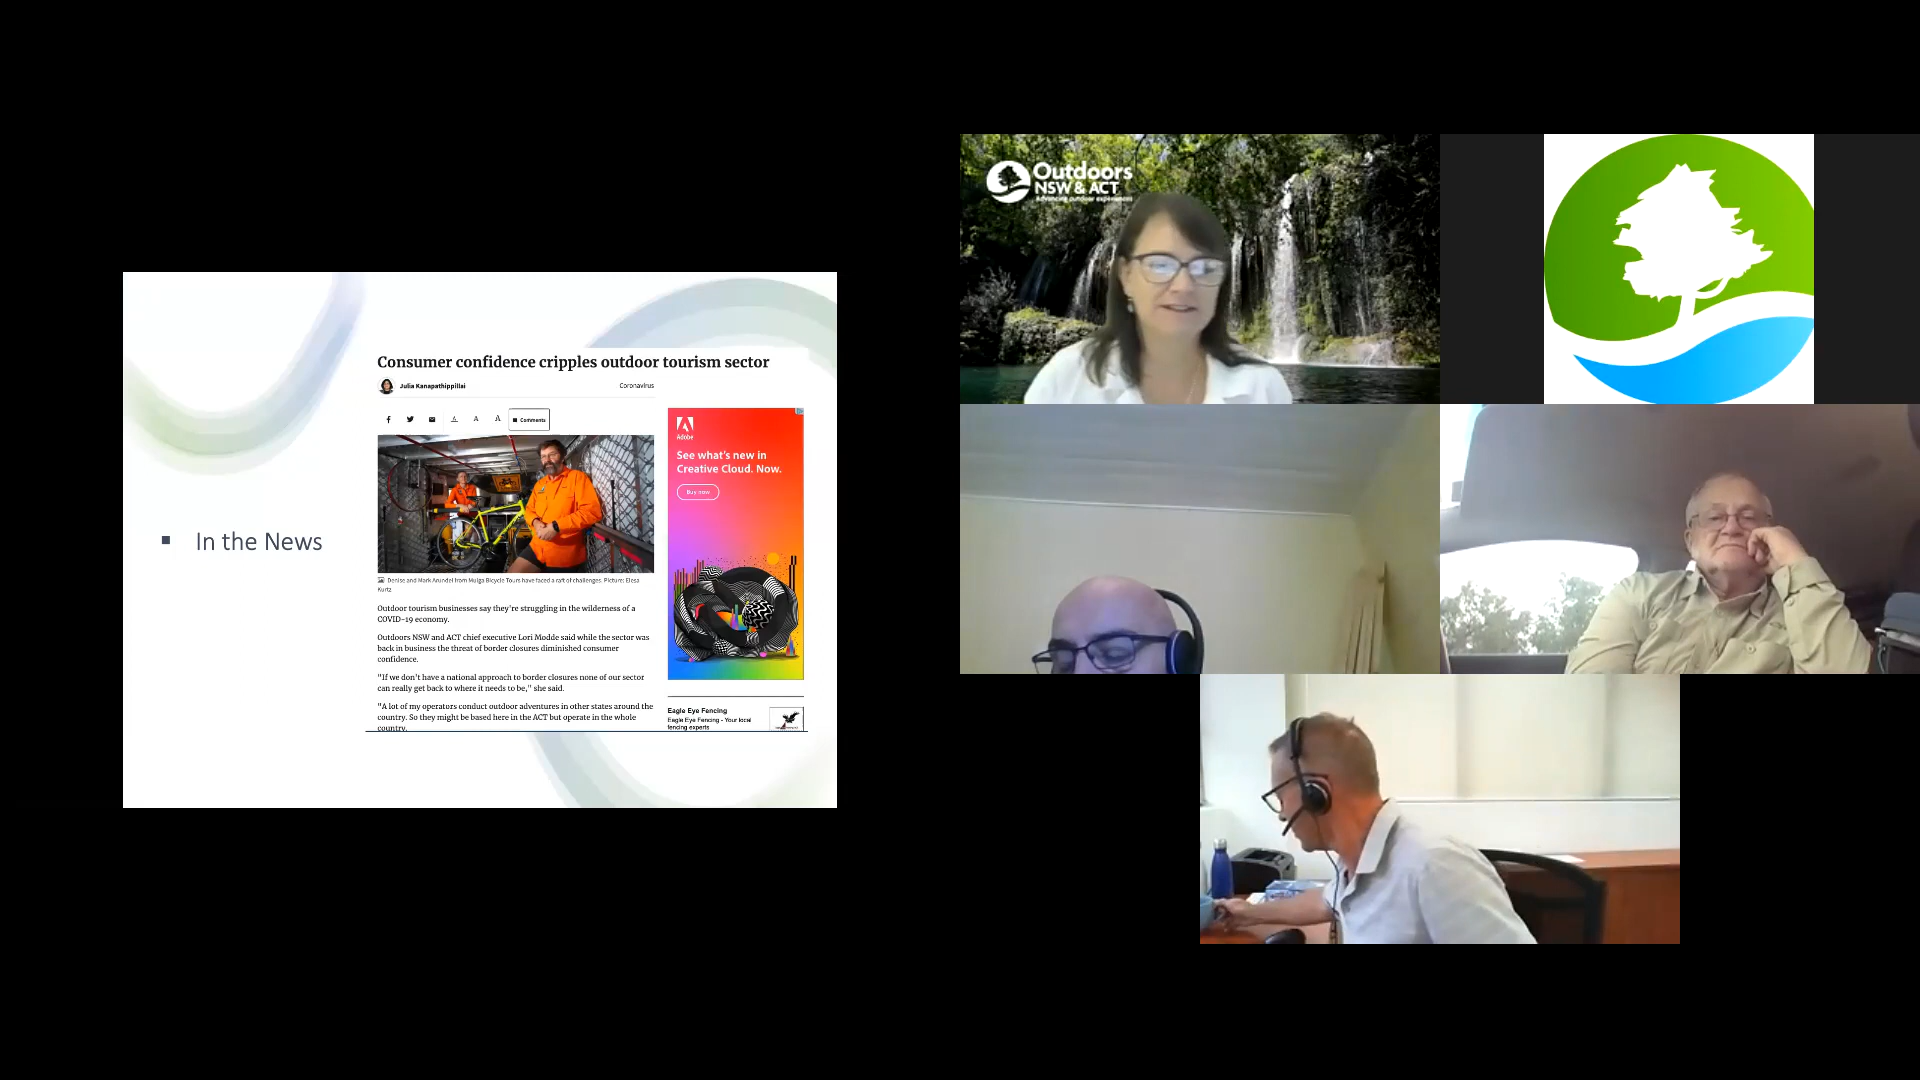 In the News
Consumer confidence cripples outdoor tourism sector
Julia Kanapathippillai
Coronavirus
A A A Comments
Denise and Mark Arundel from Mulga Bicycle Tours have faced a raft of challenges. Picture: Elesa
Kurtz
Outdoor tourism businesses say they're struggling in the wilderness of a
COVID-19 economy.
Outdoors NSW and ACT chief executive Lori Modde said while the sector was
back in business the threat of border closures diminished consumer
confidence.
"If we don't have a national approach to border closures none of our sector
can really get back to where it needs to be," she said.
"A lot of my operators conduct outdoor adventures in other states around the
country. So they might be based here in the ACT but operate in the whole
country.
Adobe
See what's new in
Creative Cloud. Now.
Buy now
Eagle Eye Fencing
Eagle Eye Fencing - Your local
fencing experts
Outdoors
NSW & ACT
Advancing outdoor experiences